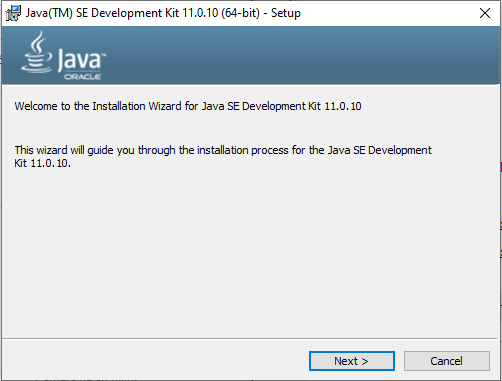 Java(TM) SE Development Kit 11.0.10 (64-bit) - Setup
Java™
ORACLE
Welcome to the Installation Wizard for Java SE Development Kit 11.0.10
This wizard will guide you through the installation process for the Java SE Development
Kit 11.0.10.
Next >
Cancel